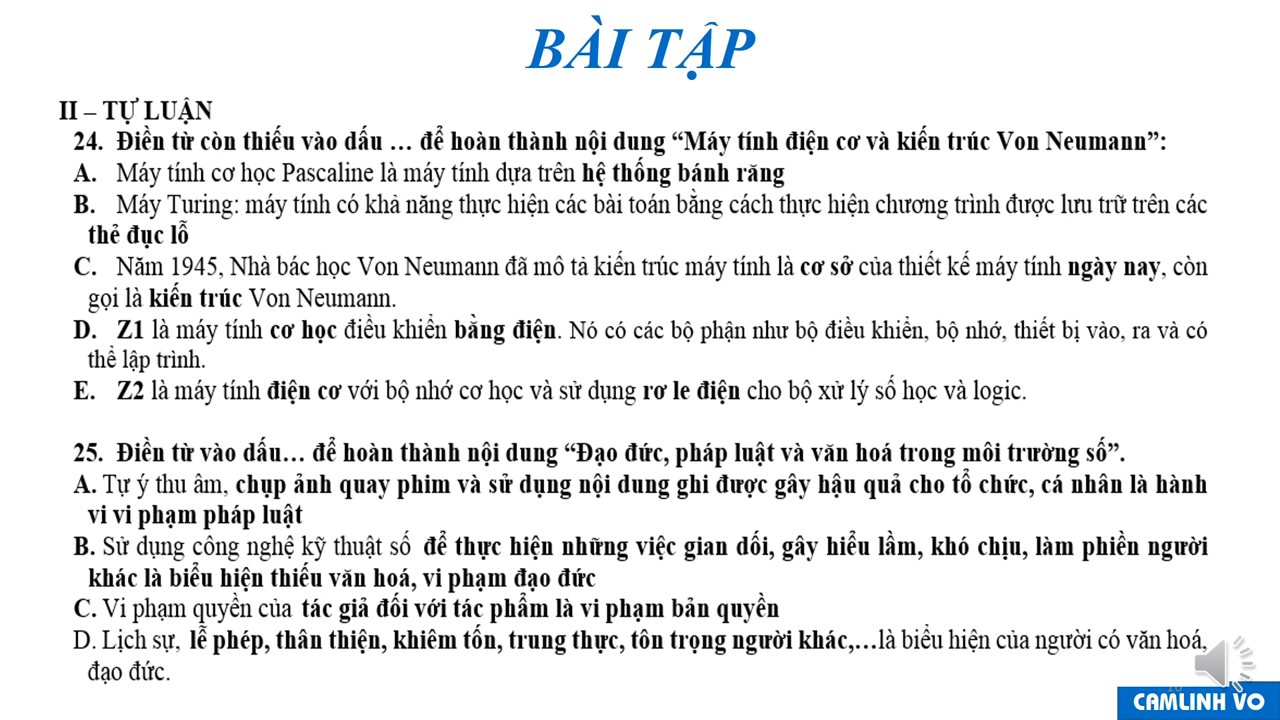 BÀI TẬP
II – TỰ LUẬN
24. Điền từ còn thiếu vào dấu … để hoàn thành nội dung “Máy tính điện cơ và kiến trúc Von Neumann”:
A. Máy tính cơ học Pascaline là máy tính dựa trên hệ thống bánh răng
B. Máy Turing: máy tính có khả năng thực hiện các bài toán bằng cách thực hiện chương trình được lưu trữ trên các
thẻ đục lỗ
C. Năm 1945, Nhà bác học Von Neumann đã mô tả kiến trúc máy tính là cơ sở của thiết kế máy tính ngày nay, còn
gọi là kiến trúc Von Neumann.
D. Z1 là máy tính cơ học điều khiển bằng điện. Nó có các bộ phận như bộ điều khiển, bộ nhớ, thiết bị vào, ra và có
thể lập trình.
E. Z2 là máy tính điện cơ với bộ nhớ cơ học và sử dụng rơ le điện cho bộ xử lý số học và logic.
25. Điền từ vào dấu… để hoàn thành nội dung “Đạo đức, pháp luật và văn hoá trong môi trường số”.
A. Tự ý thu âm, chụp ảnh quay phim và sử dụng nội dung ghi được gây hậu quả cho tổ chức, cá nhân là hành
vi vi phạm pháp luật
B. Sử dụng công nghệ kỹ thuật số để thực hiện những việc gian dối, gây hiểu lầm, khó chịu, làm phiền người
khác là biểu hiện thiếu văn hoá, vi phạm đạo đức
C. Vi phạm quyền của tác giả đối với tác phẩm là vi phạm bản quyền
D. Lịch sự, lễ phép, thân thiện, khiêm tốn, trung thực, tôn trọng người khác,…là biểu hiện của người có văn hoá,
đạo đức.
CAMLINH VO